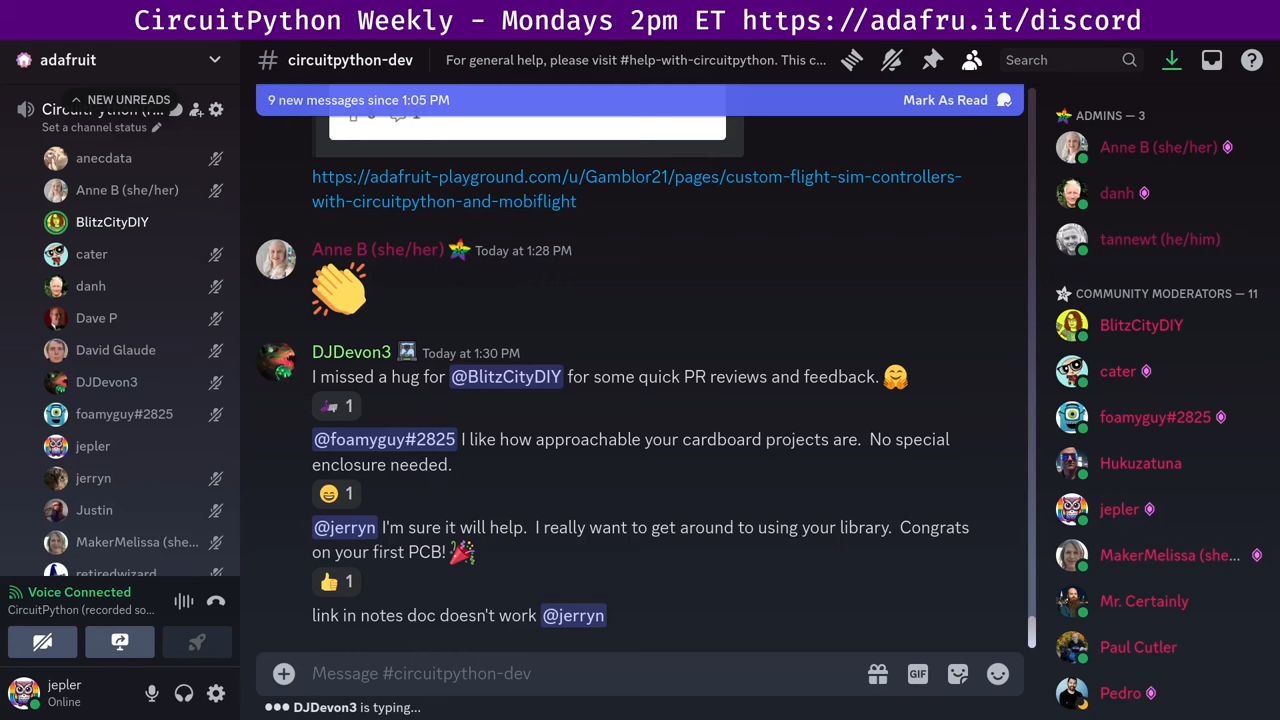 CircuitPython Weekly - Mondays 2pm ET https://adafru.it/discord
adafruit
circuitpython-dev
For general help, please visit #help-with-circuitpython. This c...
Search
NEW UNREADS
CircuitPython (r...
Set a channel status
anecdata
Anne B (she/her)
BlitzCityDIY
cater
danh
Dave P
David Glaude
DJDevon3
foamyguy#2825
jepler
jerryn
Justin
MakerMelissa (she...
retiredwizard
Voice Connected
CircuitPython (recorded so...
jepler
Online
9 new messages since 1:05 PM
Mark As Read
https://adafruit-playground.com/u/Gamblor21/pages/custom-flight-sim-controllers-
with-circuitpython-and-mobiflight
Anne B (she/her) Today at 1:28 PM
DJDevon3 Today at 1:30 PM
I missed a hug for @BlitzCityDIY for some quick PR reviews and feedback.
1
@foamyguy#2825 I like how approachable your cardboard projects are. No special
enclosure needed.
1
@jerryn I'm sure it will help. I really want to get around to using your library. Congrats
on your first PCB!
1
link in notes doc doesn't work @jerryn
Message #circuitpython-dev
GIF
DJDevon3 is typing...
ADMINS — 3
Anne B (she/her)
danh
tannewt (he/him)
COMMUNITY MODERATORS — 11
BlitzCityDIY
cater
foamyguy#2825
Hukuzatuna
jepler
MakerMelissa (she...
Mr. Certainly
Paul Cutler
Pedro